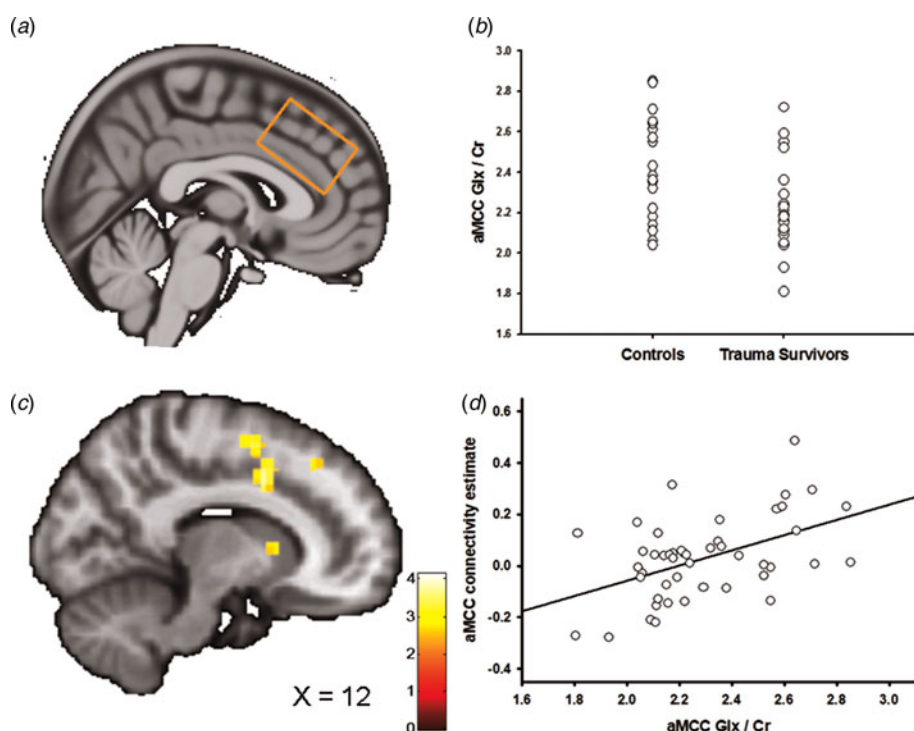 (a)
(b)
aMCC Glx / Cr
3.0
2.8
2.6
2.4
2.2
2.0
1.8
1.6
Controls Trauma Survivors
(c)
X = 12
4
3
2
1
0
(d)
aMCC connectivity estimate
0.6
0.4
0.2
0.0
-0.2
-0.4
1.6 1.8 2.0 2.2 2.4 2.6 2.8 3.0
aMCC Glx / Cr